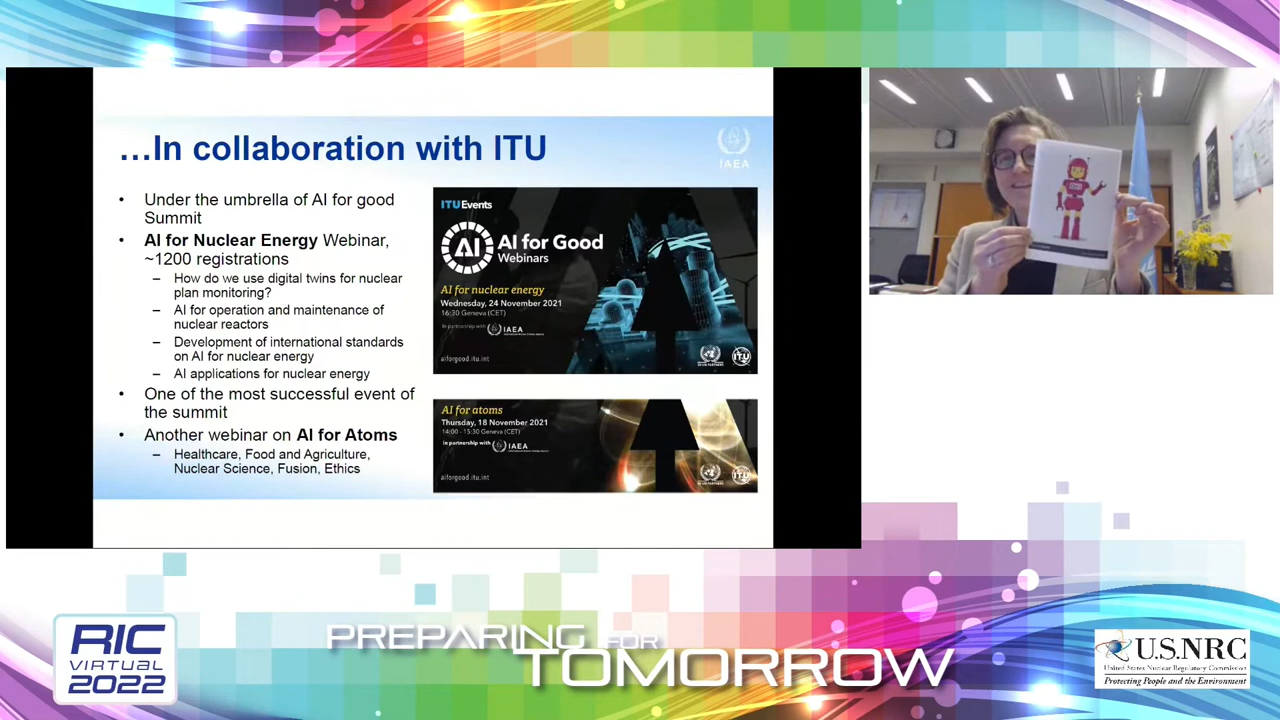 …In collaboration with ITU
IAEA
• Under the umbrella of AI for good
Summit
• AI for Nuclear Energy Webinar,
~1200 registrations
– How do we use digital twins for nuclear
plan monitoring?
– AI for operation and maintenance of
nuclear reactors
– Development of international standards
on AI for nuclear energy
– AI applications for nuclear energy
• One of the most successful event of
the summit
• Another webinar on AI for Atoms
– Healthcare, Food and Agriculture,
Nuclear Science, Fusion, Ethics
ITUEvents
AI
AI for Good
Webinars
AI for nuclear energy
Wednesday, 24 November 2021
16:30 Geneva (CET)
In partnership with
IAEA
aiforgood.itu.int
ITU
AI for atoms
Thursday, 18 November 2021
14:00 - 15:30 Geneva (CET)
In partnership with
IAEA
aiforgood.itu.int
ITU
RIC
VIRTUAL
2022
PREPARING FOR
TOMORROW
U.S.NRC
United States Nuclear Regulatory Commission
Protecting People and the Environment